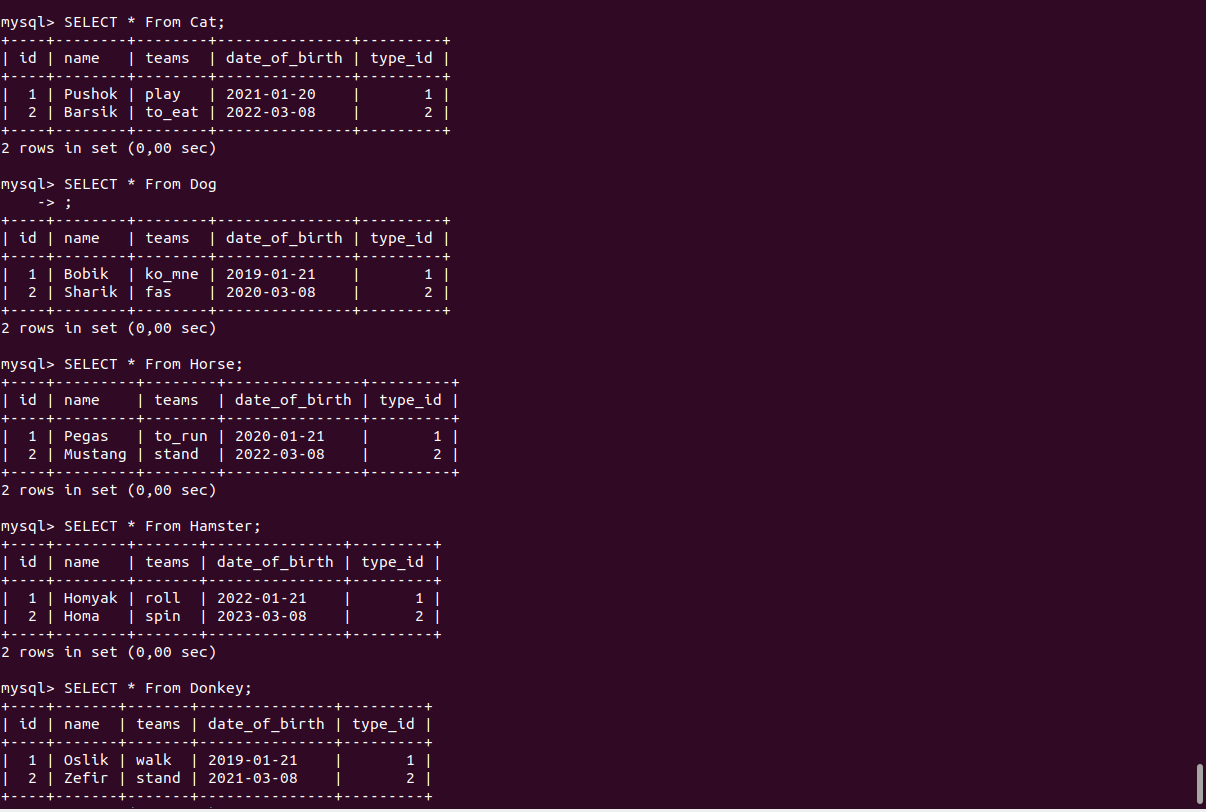 mysql> SELECT * From Cat;
+----+--------+--------+---------------+---------+
| id | name   | teams  | date_of_birth | type_id |
+----+--------+--------+---------------+---------+
|  1 | Pushok | play   | 2021-01-20    |       1 |
|  2 | Barsik | to_eat | 2022-03-08    |       2 |
+----+--------+--------+---------------+---------+
2 rows in set (0,00 sec)

mysql> SELECT * From Dog
    -> ;
+----+--------+--------+---------------+---------+
| id | name   | teams  | date_of_birth | type_id |
+----+--------+--------+---------------+---------+
|  1 | Bobik  | ko_mne | 2019-01-21    |       1 |
|  2 | Sharik | fas    | 2020-03-08    |       2 |
+----+--------+--------+---------------+---------+
2 rows in set (0,00 sec)

mysql> SELECT * From Horse;
+----+---------+--------+---------------+---------+
| id | name    | teams  | date_of_birth | type_id |
+----+---------+--------+---------------+---------+
|  1 | Pegas   | to_run | 2020-01-21    |       1 |
|  2 | Mustang | stand  | 2022-03-08    |       2 |
+----+---------+--------+---------------+---------+
2 rows in set (0,00 sec)

mysql> SELECT * From Hamster;
+----+--------+-------+---------------+---------+
| id | name   | teams | date_of_birth | type_id |
+----+--------+-------+---------------+---------+
|  1 | Homyak | roll  | 2022-01-21    |       1 |
|  2 | Homa   | spin  | 2023-03-08    |       2 |
+----+--------+-------+---------------+---------+
2 rows in set (0,00 sec)

mysql> SELECT * From Donkey;
+----+-------+-------+---------------+---------+
| id | name  | teams | date_of_birth | type_id |
+----+-------+-------+---------------+---------+
|  1 | Oslik | walk  | 2019-01-21    |       1 |
|  2 | Zefir | stand | 2021-03-08    |       2 |
+----+-------+-------+---------------+---------+